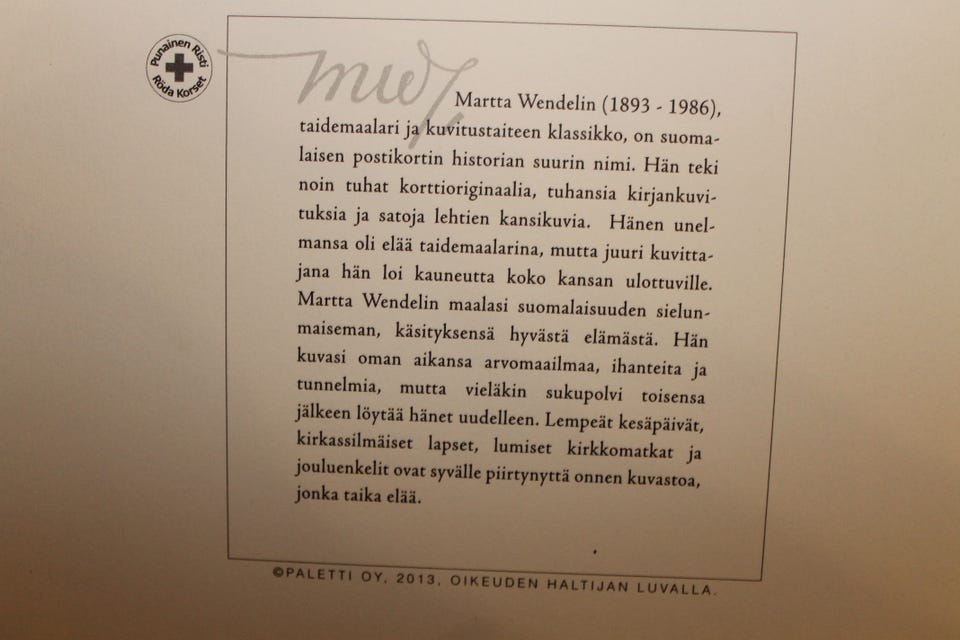 Punainen Risti
Röda Korset
Martta Wendelin (1893 - 1986),
taidemaalari ja kuvitustaiteen klassikko, on suoma-
laisen postikortin historian suurin nimi. Hän teki
noin tuhat korttioriginaalia, tuhansia kirjankuvi-
tuksia ja satoja lehtien kansikuvia. Hänen unel-
mansa oli elää taidemaalarina, mutta juuri kuvitta-
jana hän loi kauneutta koko kansan ulottuville.
Martta Wendelin maalasi suomalaisuuden sielun-
maiseman, käsityksensä hyvästä elämästä. Hän
kuvasi oman aikansa arvomaailmaa, ihanteita ja
tunnelmia, mutta vieläkin sukupolvi toisensa
jälkeen löytää hänet uudelleen. Lempeät kesäpäivät,
kirkassilmäiset lapset, lumiset kirkkomatkat ja
jouluenkelit ovat syvälle piirtynyttä onnen kuvastoa,
jonka taika elää.
©PALETTI OY, 2013, OIKEUDEN HALTIJAN LUVALLA.